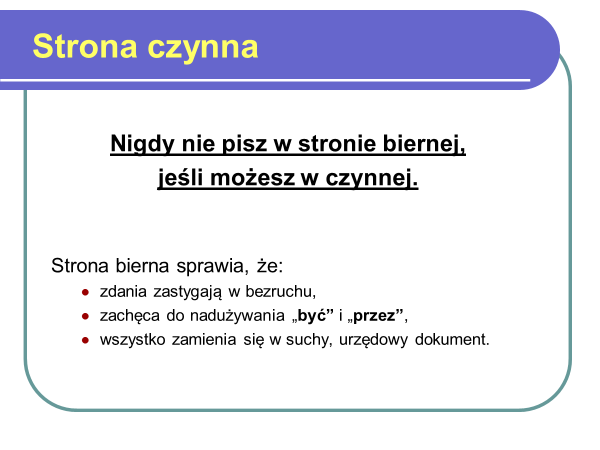 Strona czynna
Nigdy nie pisz w stronie biernej,
jeśli możesz w czynnej.
Strona bierna sprawia, że:
● zdania zastygają w bezruchu,
● zachęca do nadużywania „być” i „przez”,
● wszystko zamienia się w suchy, urzędowy dokument.